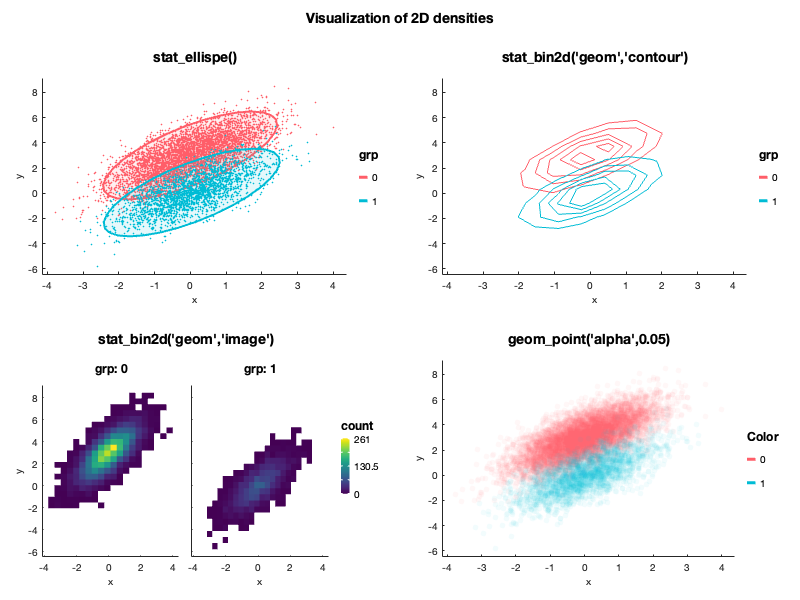 Visualization of 2D densities
stat_ellispe()
8
6
4
2
0
-2
-4
-6
y
-4 -3 -2 -1 0 1 2 3 4
x
grp
0
1
stat_bin2d('geom','contour')
8
6
4
2
0
-2
-4
-6
y
-4 -2 0 2 4
x
grp
0
1
stat_bin2d('geom','image')
grp: 0
grp: 1
8
6
4
2
0
-2
-4
-6
y
-4 -2 0 2 4
x
-4 -2 0 2 4
x
count
261
130.5
0
geom_point('alpha',0.05)
8
6
4
2
0
-2
-4
-6
y
-4 -3 -2 -1 0 1 2 3 4
x
Color
0
1